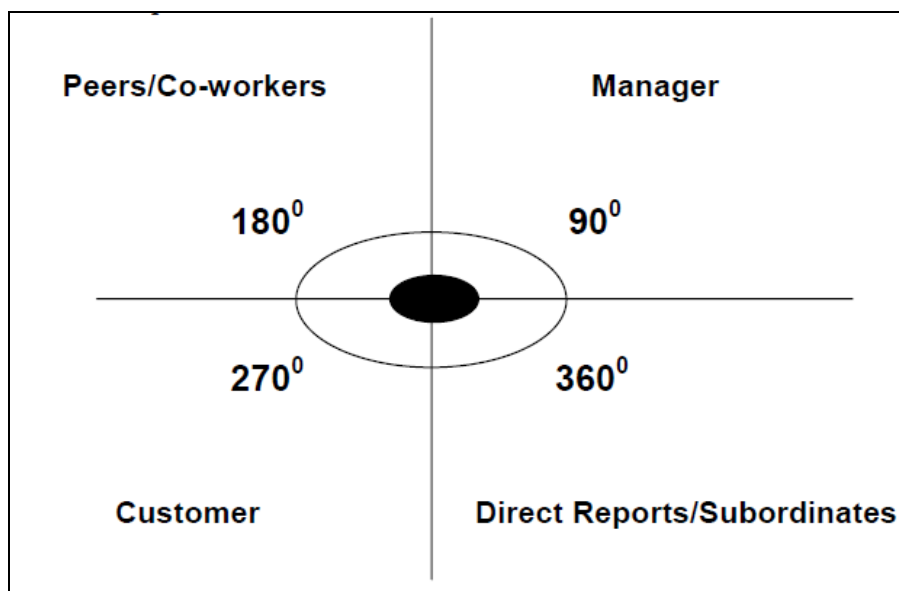 Peers/Co-workers Manager
180⁰ 90⁰
270⁰ 360⁰
Customer Direct Reports/Subordinates